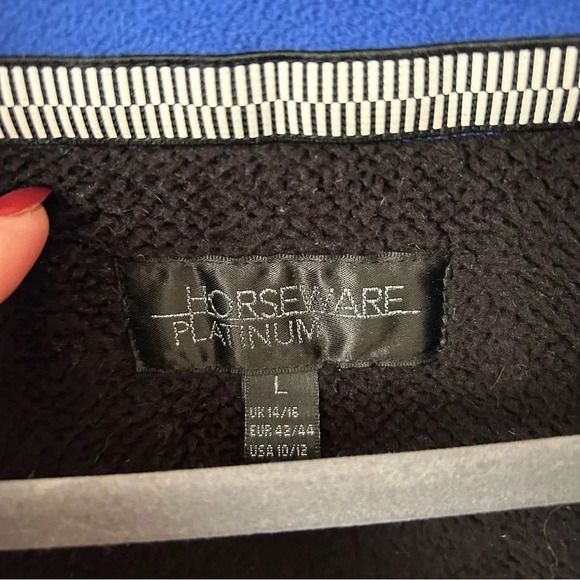 HORSEWARE
PLATINUM
L
UK 14/16
EUR 42/44
USA 10/12